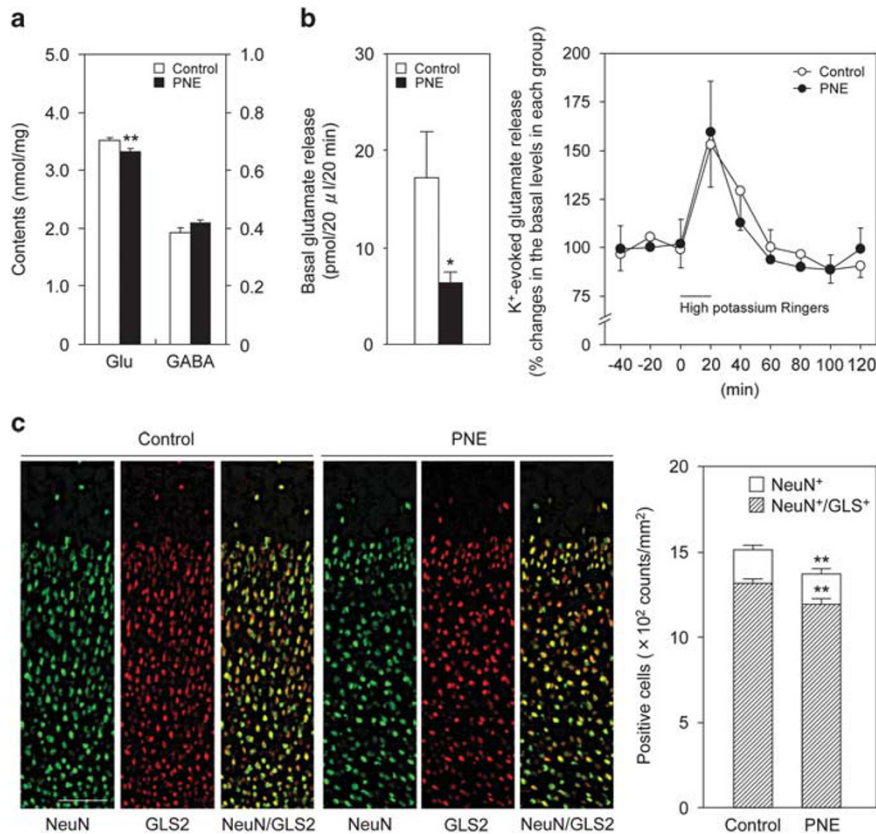 a
Contents (nmol/mg)
5.0
4.0
3.0
2.0
1.0
0
1.0
0.8
0.6
0.4
0.2
0
Control
PNE
**
Glu
GABA
b
Basal glutamate release
(pmol/20 μl/20 min)
30
20
10
0
Control
PNE
*
K+-evoked glutamate release
(% changes in the basal levels in each group)
200
175
150
125
100
75
0
Control
PNE
High potassium Ringers
-40 -20 0 20 40 60 80 100 120
(min)
c
Control
PNE
NeuN
GLS2
NeuN/GLS2
NeuN
GLS2
NeuN/GLS2
Positive cells (×10² counts/mm²)
20
15
10
5
0
NeuN+
NeuN+/GLS+
**
**
Control
PNE